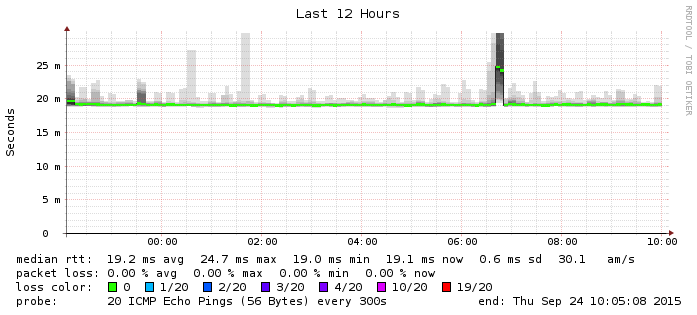 Last 12 Hours
RRDTOOL / TOBI OETIKER
Seconds
25 m
20 m
15 m
10 m
5 m
0
00:00 02:00 04:00 06:00 08:00 10:00
median rtt: 19.2 ms avg 24.7 ms max 19.0 ms min 19.1 ms now 0.6 ms sd 30.1 am/s
packet loss: 0.00 % avg 0.00 % max 0.00 % min 0.00 % now
loss color: 0 1/20 2/20 3/20 4/20 10/20 19/20
probe: 20 ICMP Echo Pings (56 Bytes) every 300s end: Thu Sep 24 10:05:08 2015